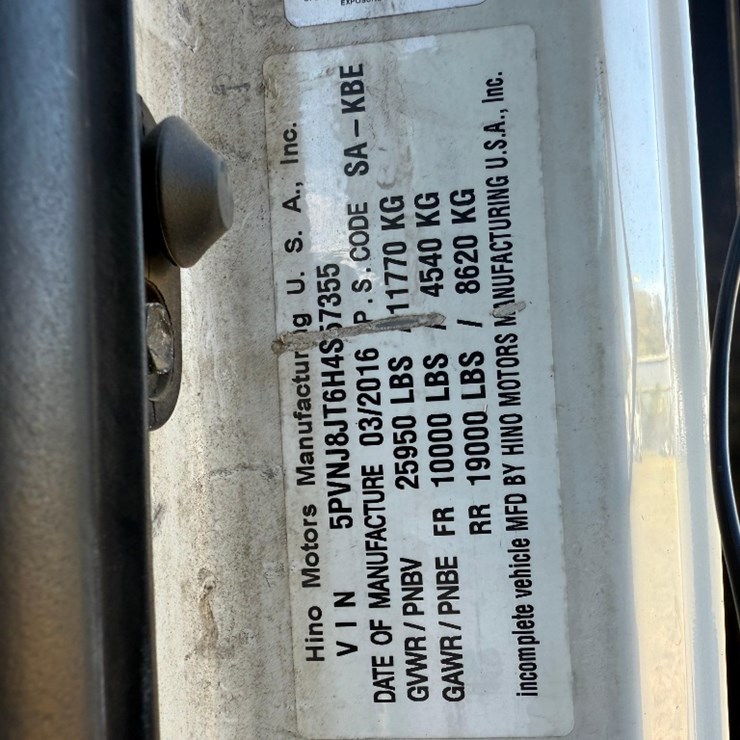 EXPOSURE
Hino Motors Manufacturing U. S. A., Inc.
VIN 5PVNJ8JT6H4S57355
DATE OF MANUFACTURE 03/2016 P.S. CODE SA-KBE
GVWR / PNBV 25950 LBS / 11770 KG
GAWR / PNBE FR 10000 LBS / 4540 KG
RR 19000 LBS / 8620 KG
incomplete vehicle MFD BY HINO MOTORS MANUFACTURING U.S.A., Inc.